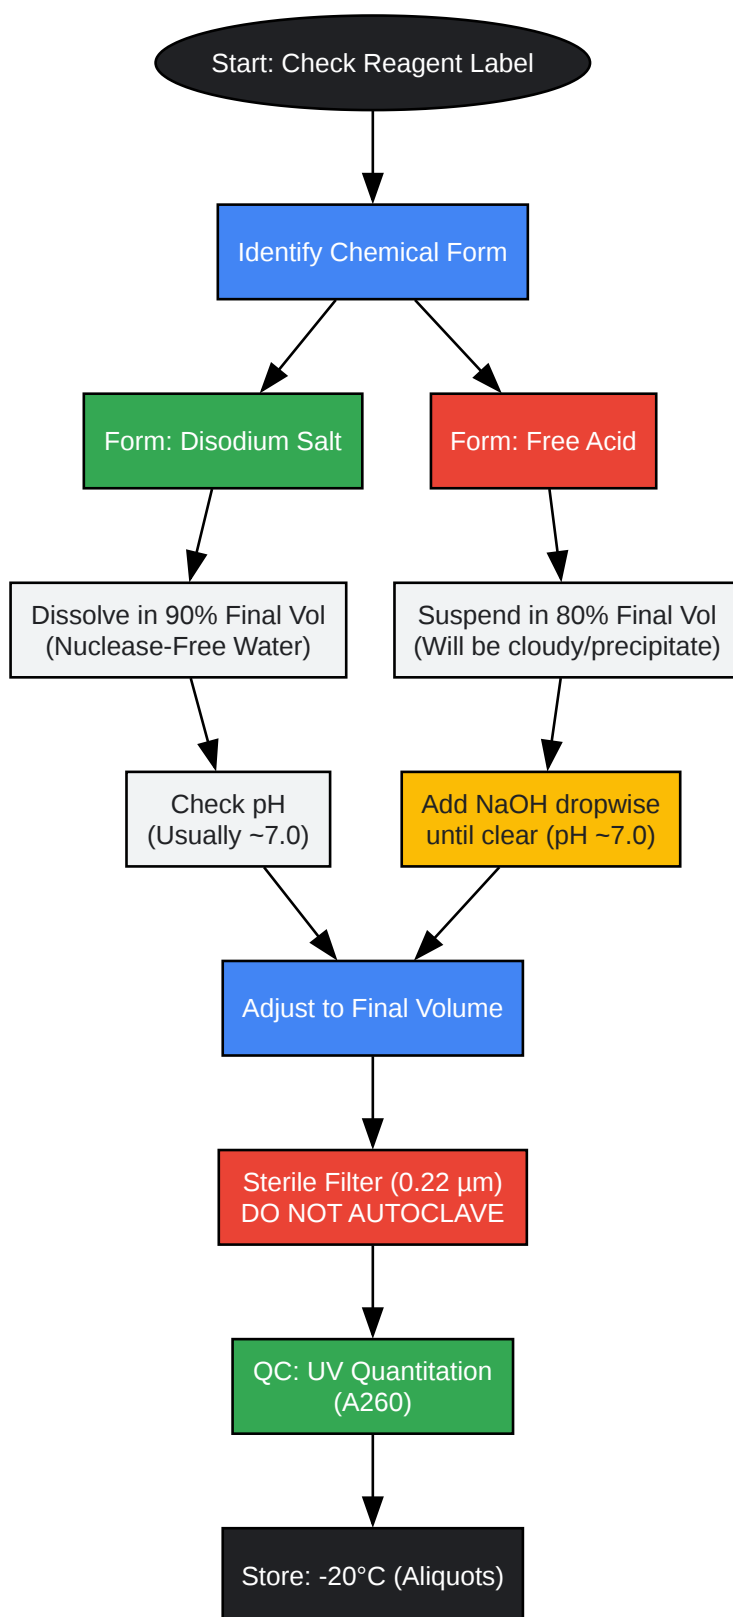 Start: Check Reagent Label
Identify Chemical Form
Form: Disodium Salt
Form: Free Acid
Dissolve in 90% Final Vol
(Nuclease-Free Water)
Suspend in 80% Final Vol
(Will be cloudy/precipitate)
Check pH
(Usually ~7.0)
Add NaOH dropwise
until clear (pH ~7.0)
Adjust to Final Volume
Sterile Filter (0.22 µm)
DO NOT AUTOCLAVE
QC: UV Quantitation
(A260)
Store: -20°C (Aliquots)